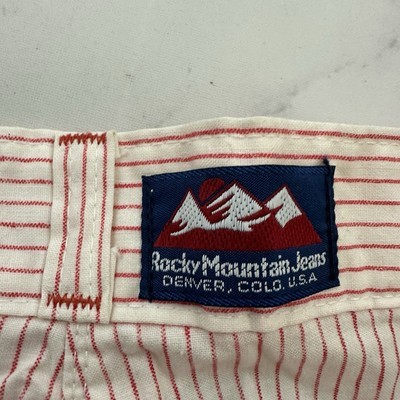 Rocky Mountain Jeans
DENVER, COLO. U.S.A